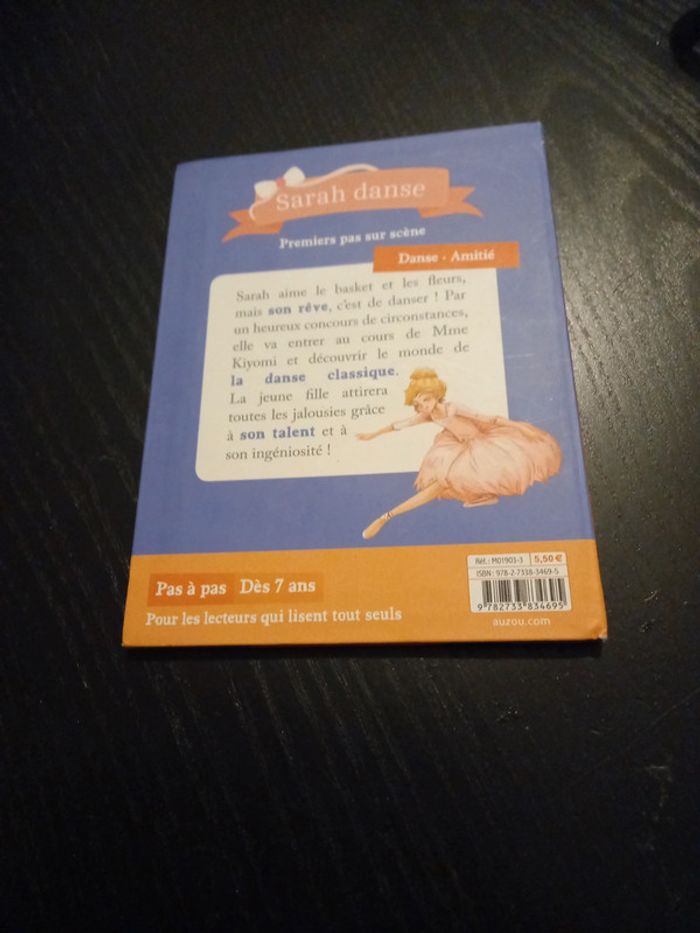 Sarah danse
Premiers pas sur scène
Danse · Amitié
Sarah aime le basket et les fleurs,
mais son rêve, c'est de danser ! Par
un heureux concours de circonstances,
elle va entrer au cours de Mme
Kiyomi et découvrir le monde de
la danse classique.
La jeune fille attirera
toutes les jalousies grâce
à son talent et à
son ingéniosité !
Pas à pas Dès 7 ans
Pour les lecteurs qui lisent tout seuls
Réf. : M01903-3 5,50 €
ISBN : 978-2-7338-3469-5
9 782733 834695
auzou.com